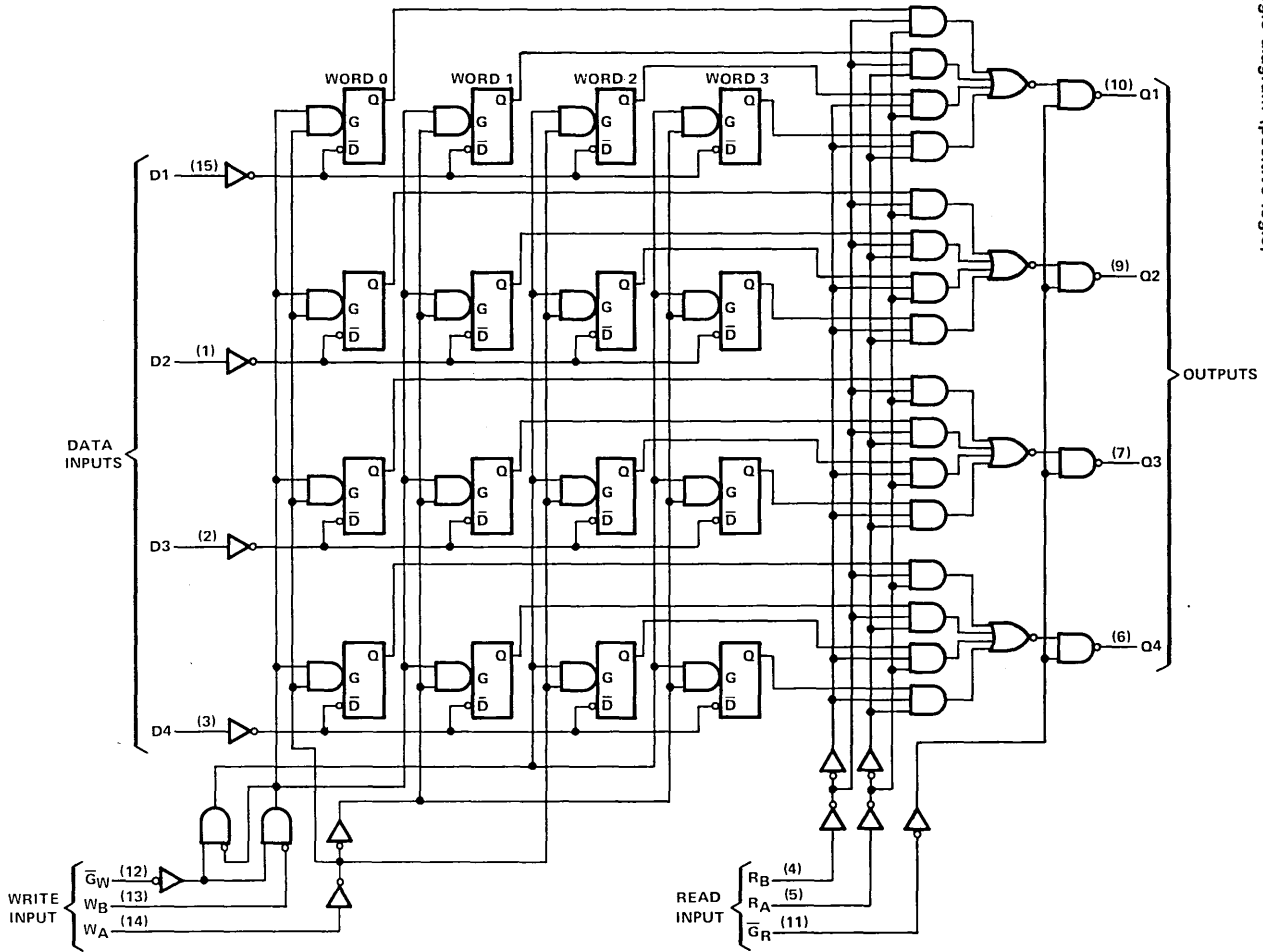 WORD 0 WORD 1 WORD 2 WORD 3
Q Q Q Q
G G G G
D̅ D̅ D̅ D̅
(10) Q1
D1 (15)
Q Q Q Q
G G G G
D̅ D̅ D̅ D̅
(9) Q2
D2 (1)
OUTPUTS
DATA
INPUTS
Q Q Q Q
G G G G
D̅ D̅ D̅ D̅
(7) Q3
D3 (2)
Q Q Q Q
G G G G
D̅ D̅ D̅ D̅
(6) Q4
D4 (3)
WRITE
INPUT
G̅W (12)
WB (13)
WA (14)
READ
INPUT
RB (4)
RA (5)
G̅R (11)